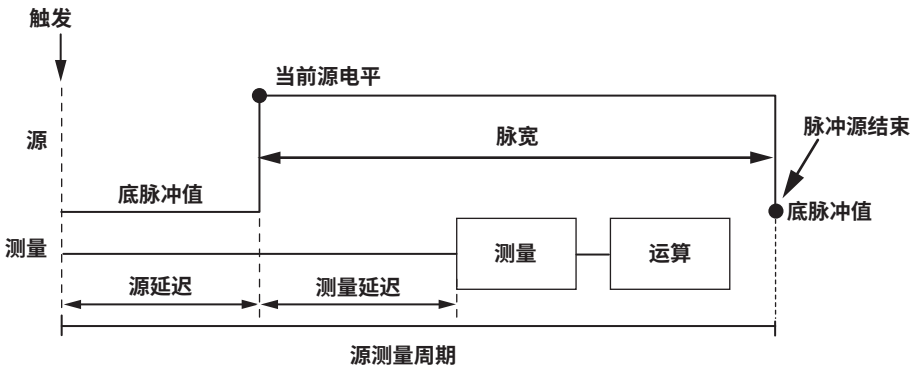 触发
当前源电平
脉冲源结束
源
脉宽
底脉冲值
底脉冲值
测量
测量
运算
源延迟
测量延迟
源测量周期